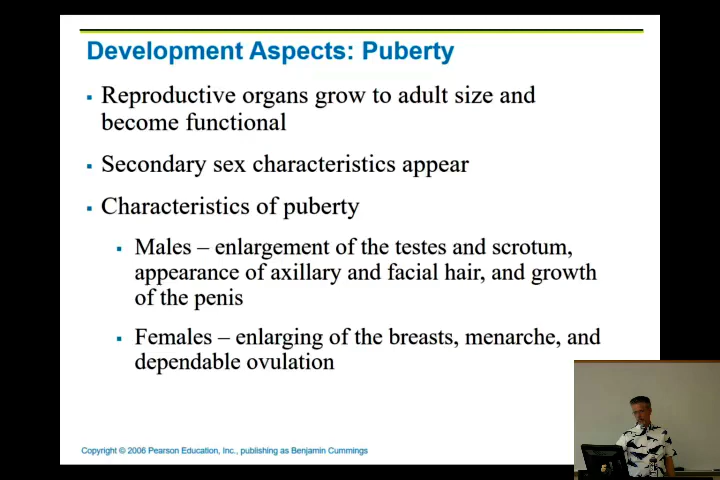 Development Aspects: Puberty
▪ Reproductive organs grow to adult size and
become functional
▪ Secondary sex characteristics appear
▪ Characteristics of puberty
▪ Males – enlargement of the testes and scrotum,
appearance of axillary and facial hair, and growth
of the penis
▪ Females – enlarging of the breasts, menarche, and
dependable ovulation
Copyright © 2006 Pearson Education, Inc., publishing as Benjamin Cummings